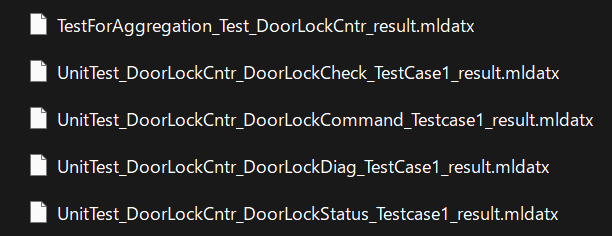 TestForAggregation_Test_DoorLockCntr_result.mldatx
UnitTest_DoorLockCntr_DoorLockCheck_TestCase1_result.mldatx
UnitTest_DoorLockCntr_DoorLockCommand_Testcase1_result.mldatx
UnitTest_DoorLockCntr_DoorLockDiag_TestCase1_result.mldatx
UnitTest_DoorLockCntr_DoorLockStatus_Testcase1_result.mldatx